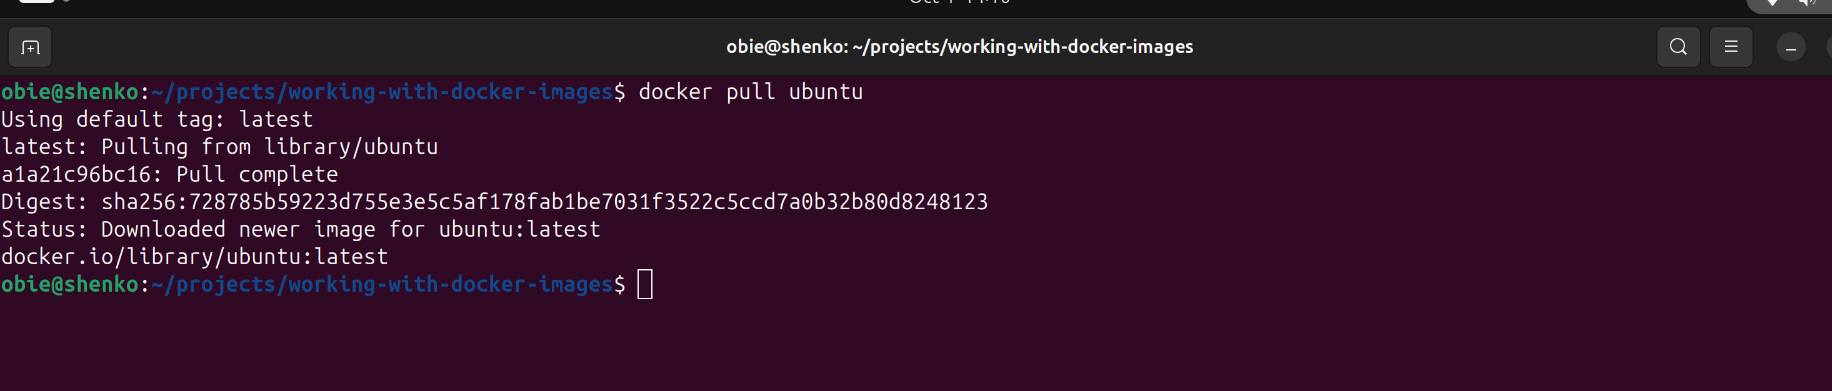 obie@shenko: ~/projects/working-with-docker-images
obie@shenko:~/projects/working-with-docker-images$ docker pull ubuntu
Using default tag: latest
latest: Pulling from library/ubuntu
a1a21c96bc16: Pull complete
Digest: sha256:728785b59223d755e3e5c5af178fab1be7031f3522c5ccd7a0b32b80d8248123
Status: Downloaded newer image for ubuntu:latest
docker.io/library/ubuntu:latest
obie@shenko:~/projects/working-with-docker-images$